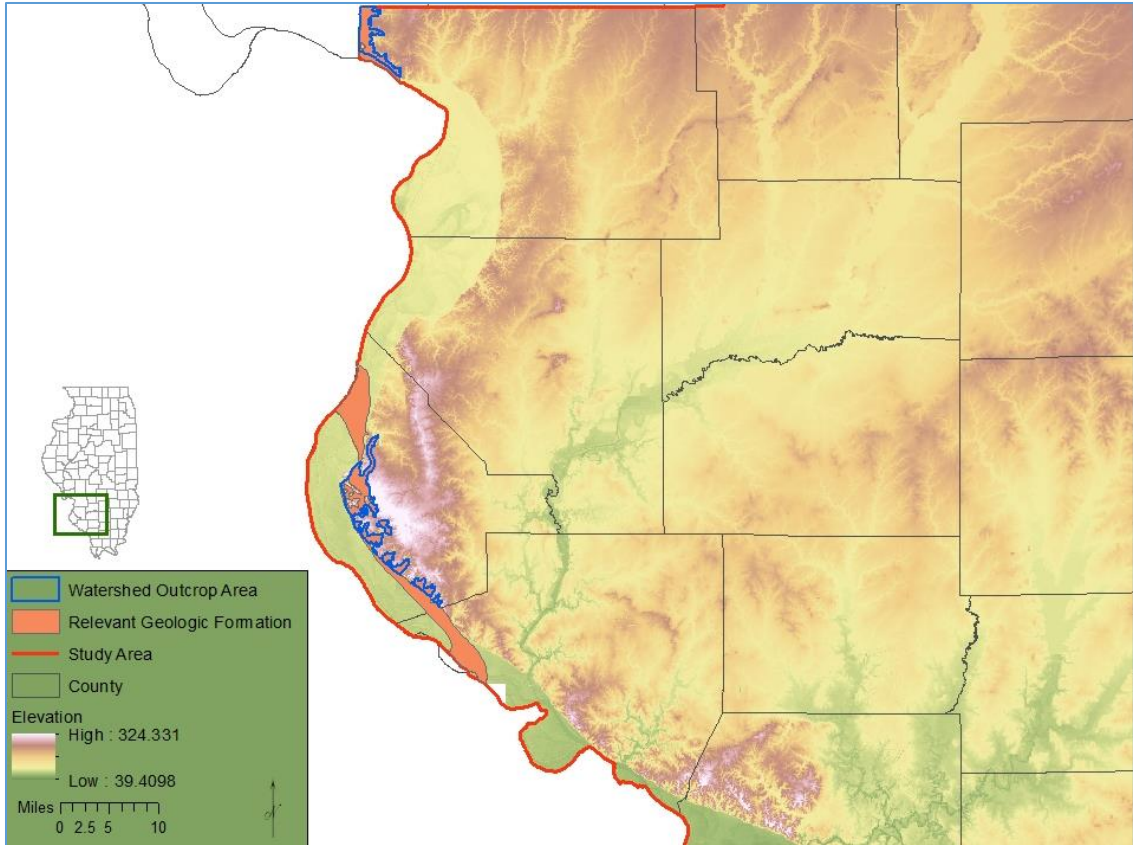 Watershed Outcrop Area
Relevant Geologic Formation
Study Area
County
Elevation
High : 324.331
Low : 39.4098
Miles
0 2.5 5 10